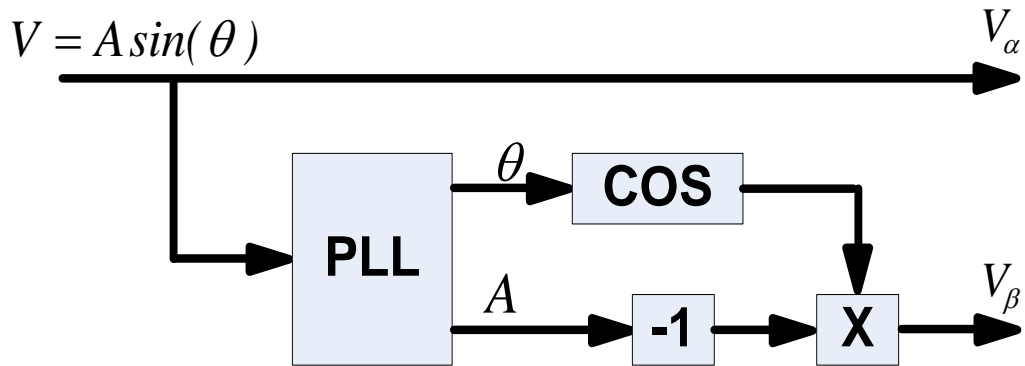 V = A sin( θ )
V_α
θ
COS
PLL
A
-1
X
V_β